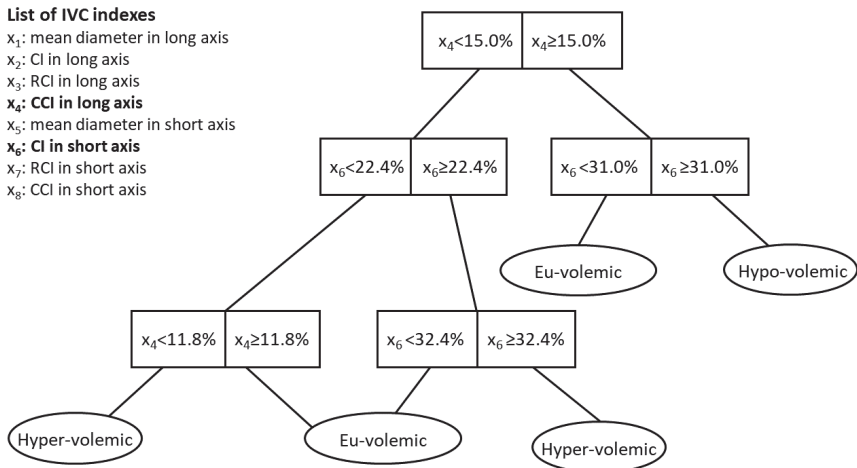 List of IVC indexes
x₁: mean diameter in long axis
x₂: CI in long axis
x₃: RCI in long axis
x₄: CCI in long axis
x₅: mean diameter in short axis
x₆: CI in short axis
x₇: RCI in short axis
x₈: CCI in short axis
x₄<15.0% x₄≥15.0%
x₆<22.4% x₆≥22.4%
x₆<31.0% x₆≥31.0%
Eu-volemic
Hypo-volemic
x₄<11.8% x₄≥11.8%
x₆<32.4% x₆≥32.4%
Hyper-volemic
Eu-volemic
Hyper-volemic